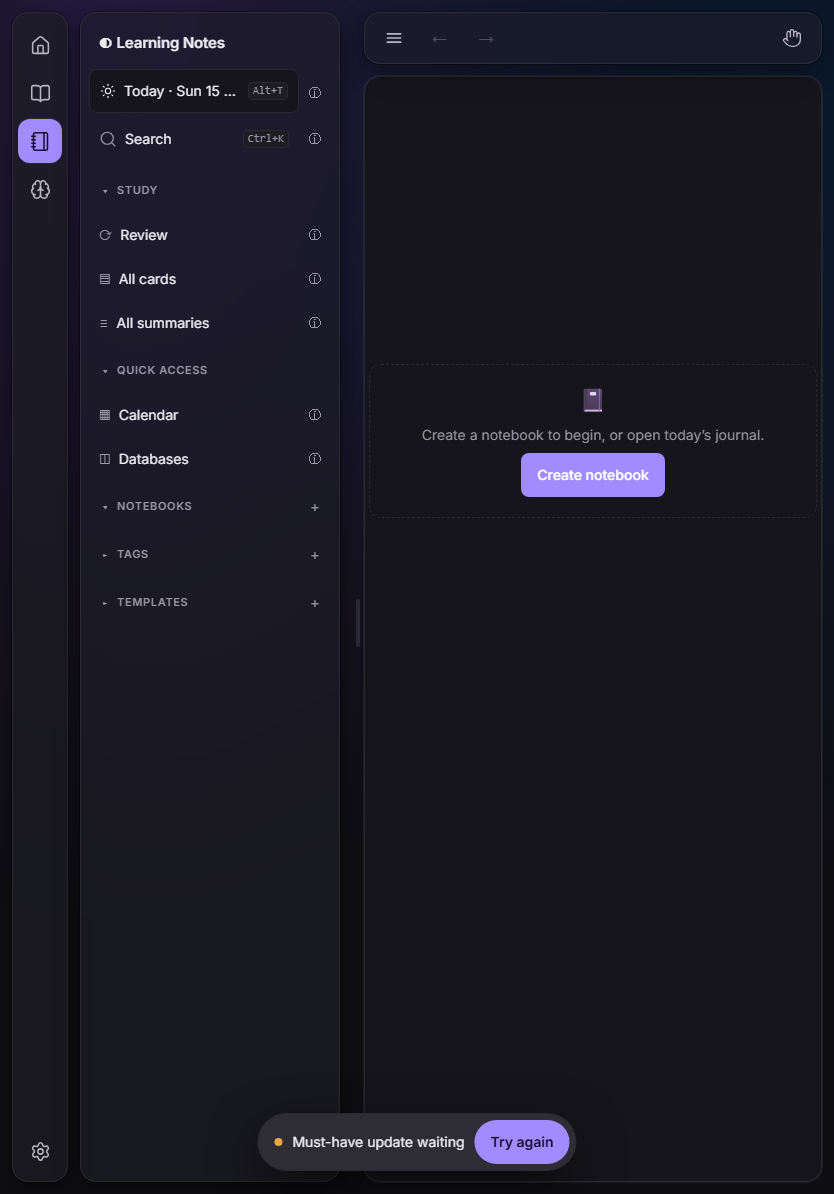 Learning Notes
Today · Sun 15 ... Alt+T
Search Ctrl+K
STUDY
Review
All cards
All summaries
QUICK ACCESS
Calendar
Databases
NOTEBOOKS +
TAGS +
TEMPLATES +
Create a notebook to begin, or open today’s journal.
Create notebook
Must-have update waiting Try again